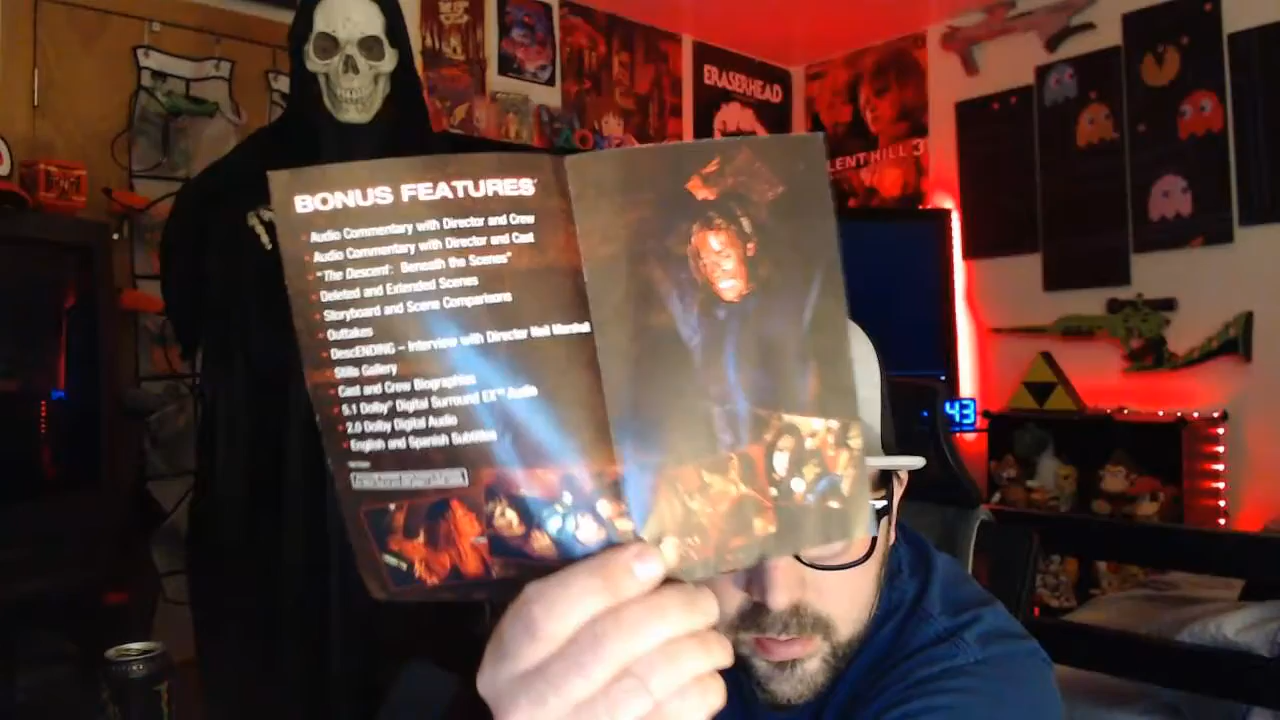 ERASERHEAD
LENT HILL 3
BONUS FEATURES
Audio Commentary with Director and Crew
Audio Commentary with Director and Cast
"The Descent: Beneath the Scenes"
Deleted and Extended Scenes
Storyboard and Scene Comparisons
Outtakes
DescENDING – Interview with Director Neil Marshall
Stills Gallery
Cast and Crew Biographies
5.1 Dolby® Digital Surround EX™ Audio
2.0 Dolby Digital Audio
English and Spanish Subtitles
43